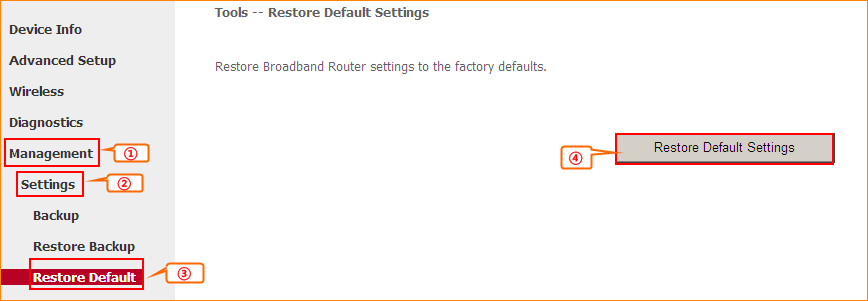 Tools -- Restore Default Settings
Device Info
Advanced Setup
Restore Broadband Router settings to the factory defaults.
Wireless
Diagnostics
Management ①
④ Restore Default Settings
Settings ②
Backup
Restore Backup
Restore Default ③